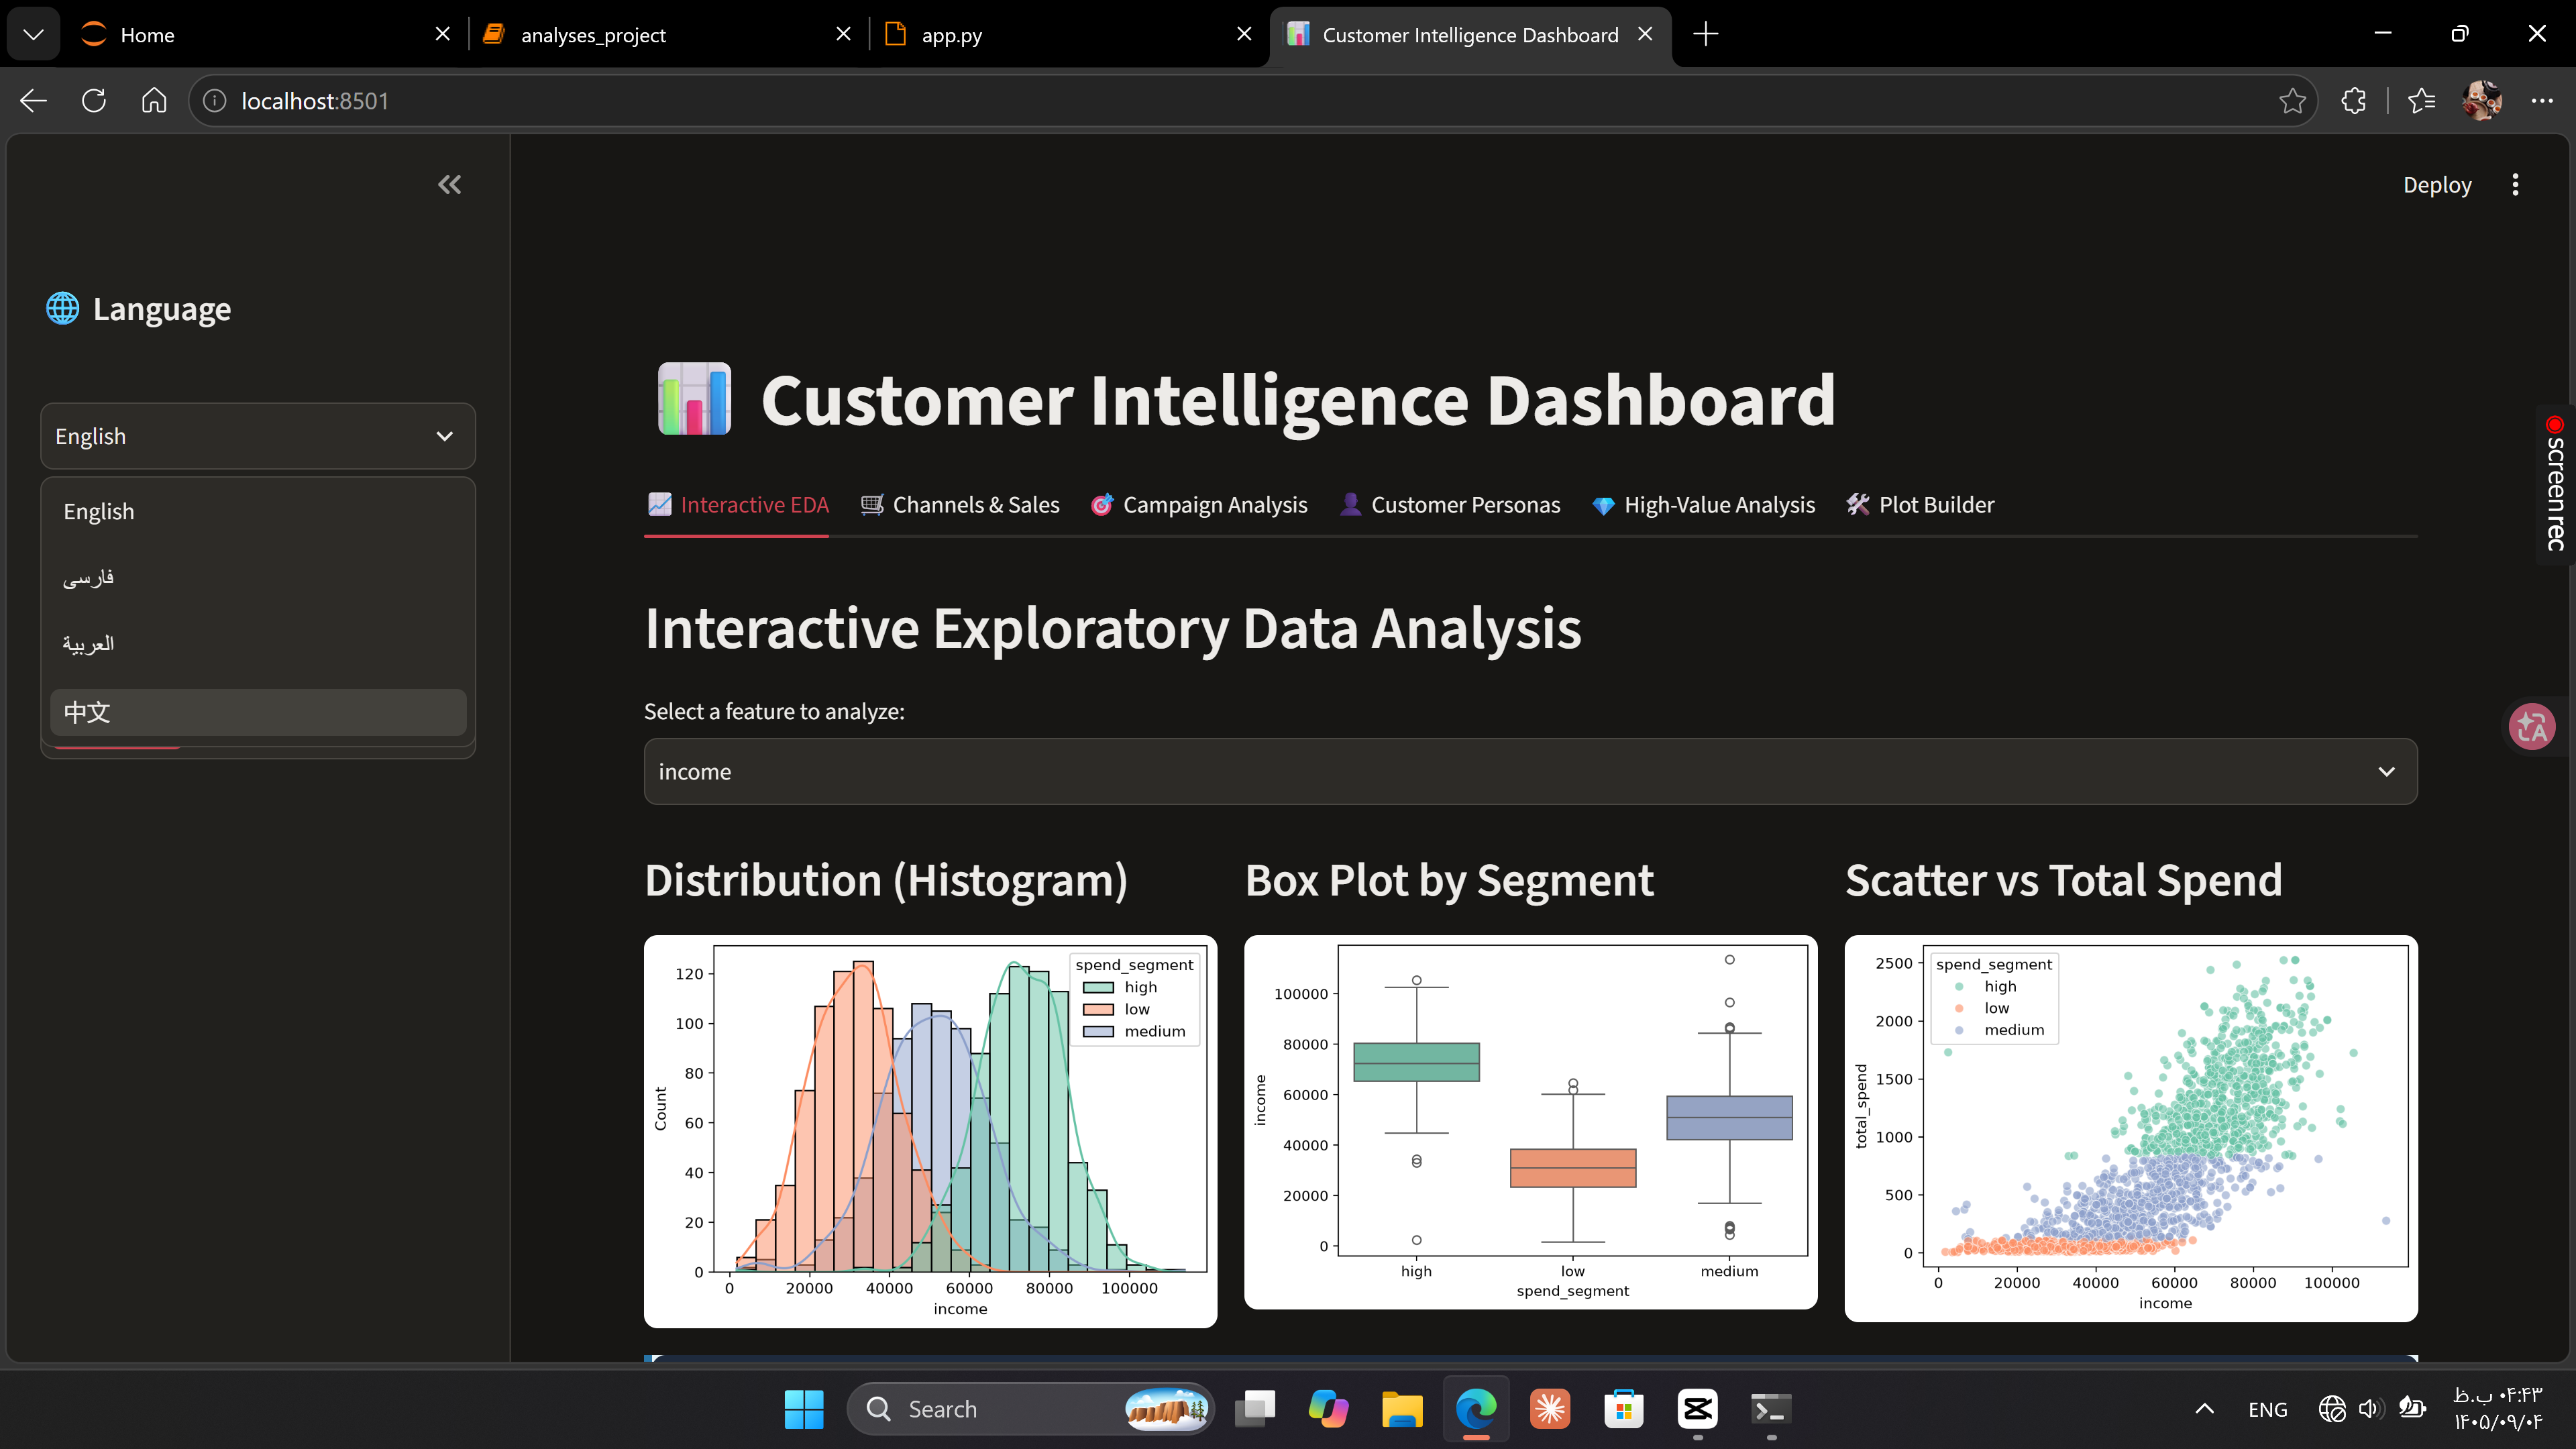 Home
analyses_project
app.py
Customer Intelligence Dashboard
localhost:8501
Deploy
🌐 Language
English
English
فارسی
العربية
中文
📊 Customer Intelligence Dashboard
📈 Interactive EDA
🛒 Channels & Sales
🎯 Campaign Analysis
👤 Customer Personas
💎 High-Value Analysis
🛠️ Plot Builder
Interactive Exploratory Data Analysis
Select a feature to analyze:
income
Distribution (Histogram)
spend_segment
high
low
medium
Count
120
100
80
60
40
20
0
0 20000 40000 60000 80000 100000
income
Box Plot by Segment
income
100000
80000
60000
40000
20000
0
high low medium
spend_segment
Scatter vs Total Spend
spend_segment
high
low
medium
total_spend
2500
2000
1500
1000
500
0
0 20000 40000 60000 80000 100000
income
screenrec
Search
ENG
۰۴:۴۳ ب.ظ
۱۴۰۵/۰۹/۰۴